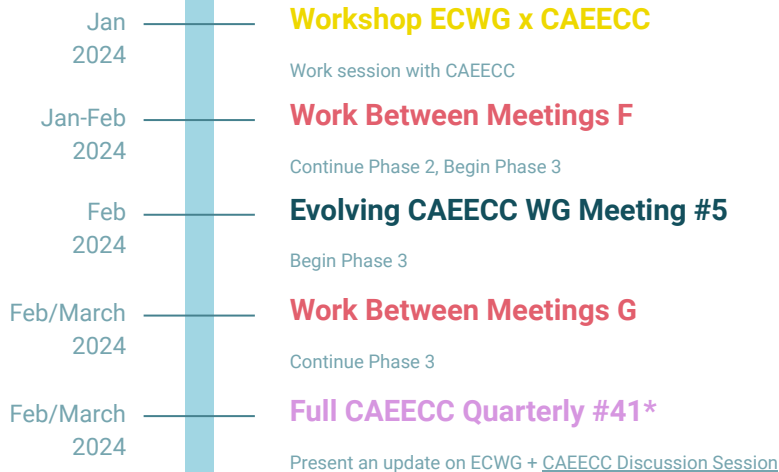 Jan
2024
Workshop ECWG x CAEECC
Work session with CAEECC
Jan-Feb
2024
Work Between Meetings F
Continue Phase 2, Begin Phase 3
Feb
2024
Evolving CAEECC WG Meeting #5
Begin Phase 3
Feb/March
2024
Work Between Meetings G
Continue Phase 3
Feb/March
2024
Full CAEECC Quarterly #41*
Present an update on ECWG + CAEECC Discussion Session